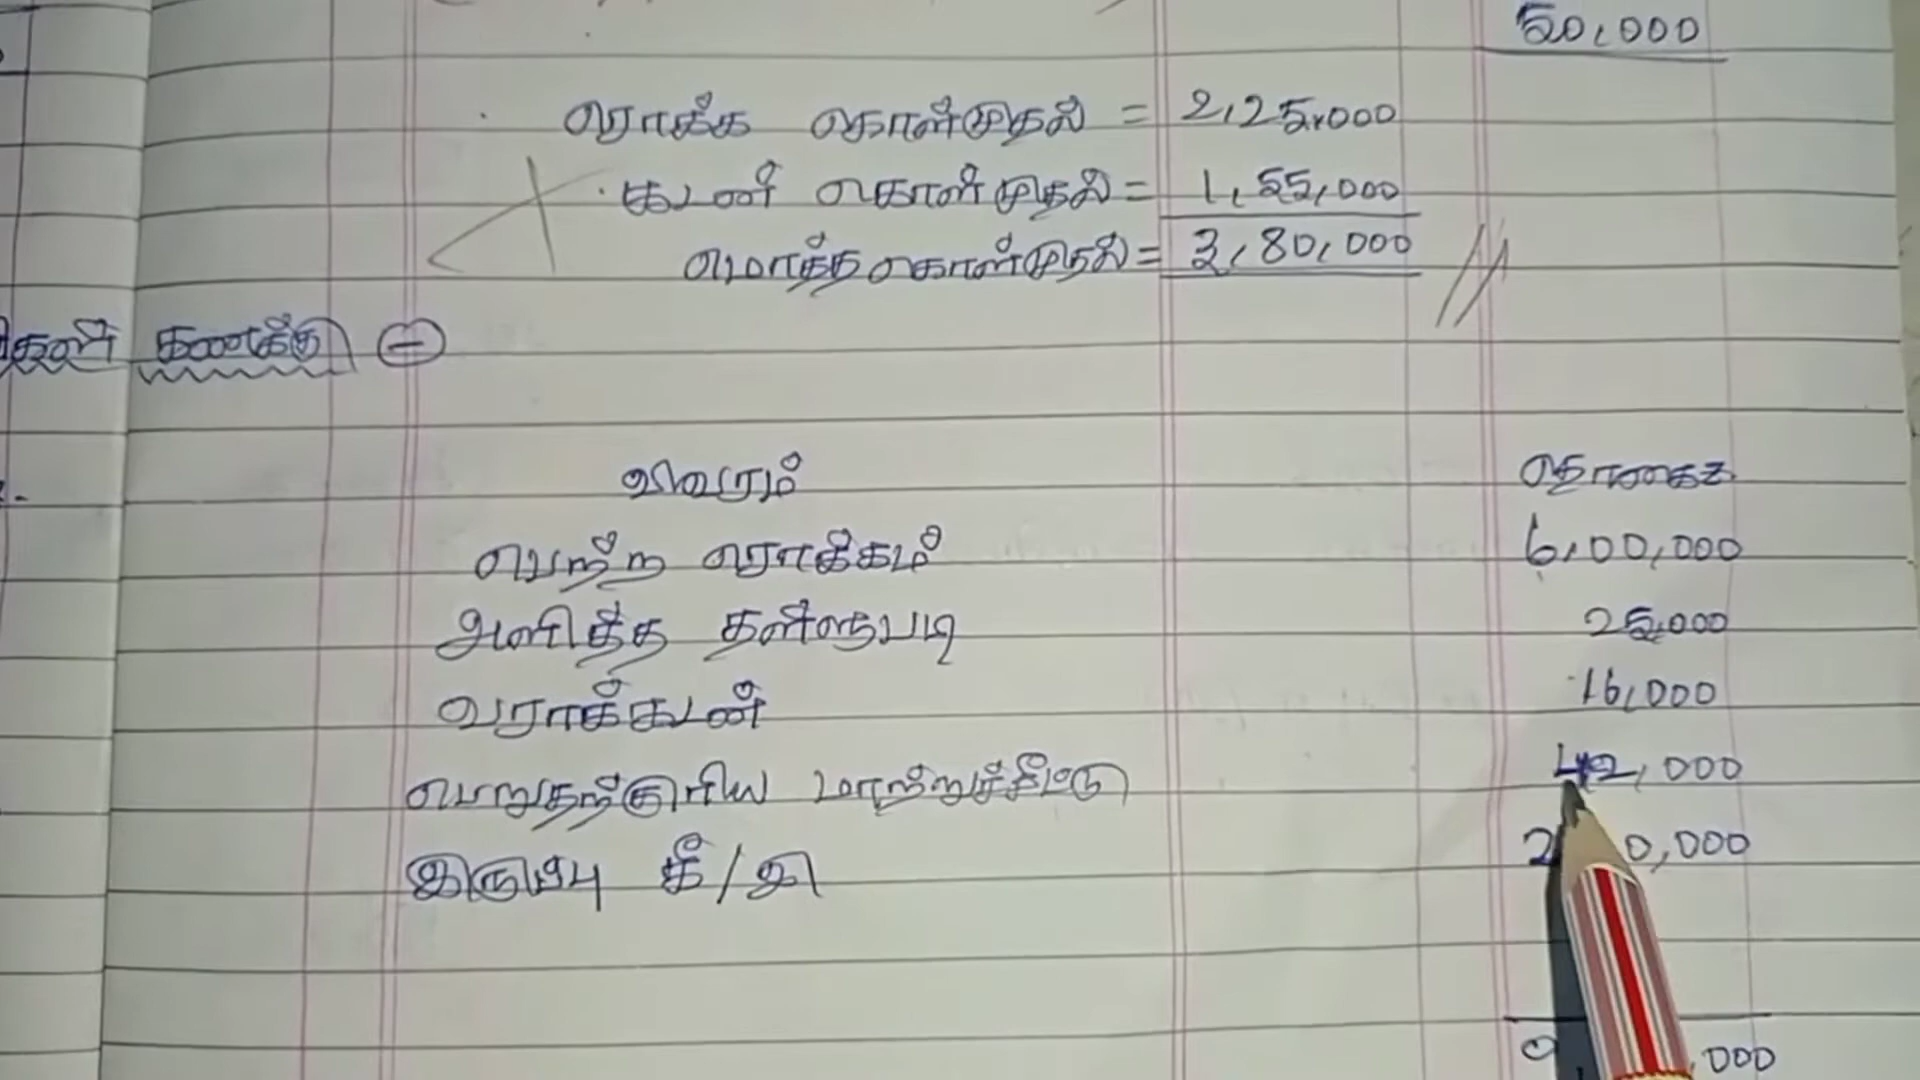 50,000
ரொக்க கொள்முதல் = 2,25,000
கடன் கொள்முதல் = 1,55,000
மொத்த கொள்முதல் = 3,80,000
கணக்கு
விவரம் தொகை
பெற்ற ரொக்கம் 6,00,000
அளித்த தள்ளுபடி 25,000
வராக்கடன் 16,000
பெறுதற்குரிய மாற்றுச்சீட்டு 42,000
இருப்பு கீ/இ